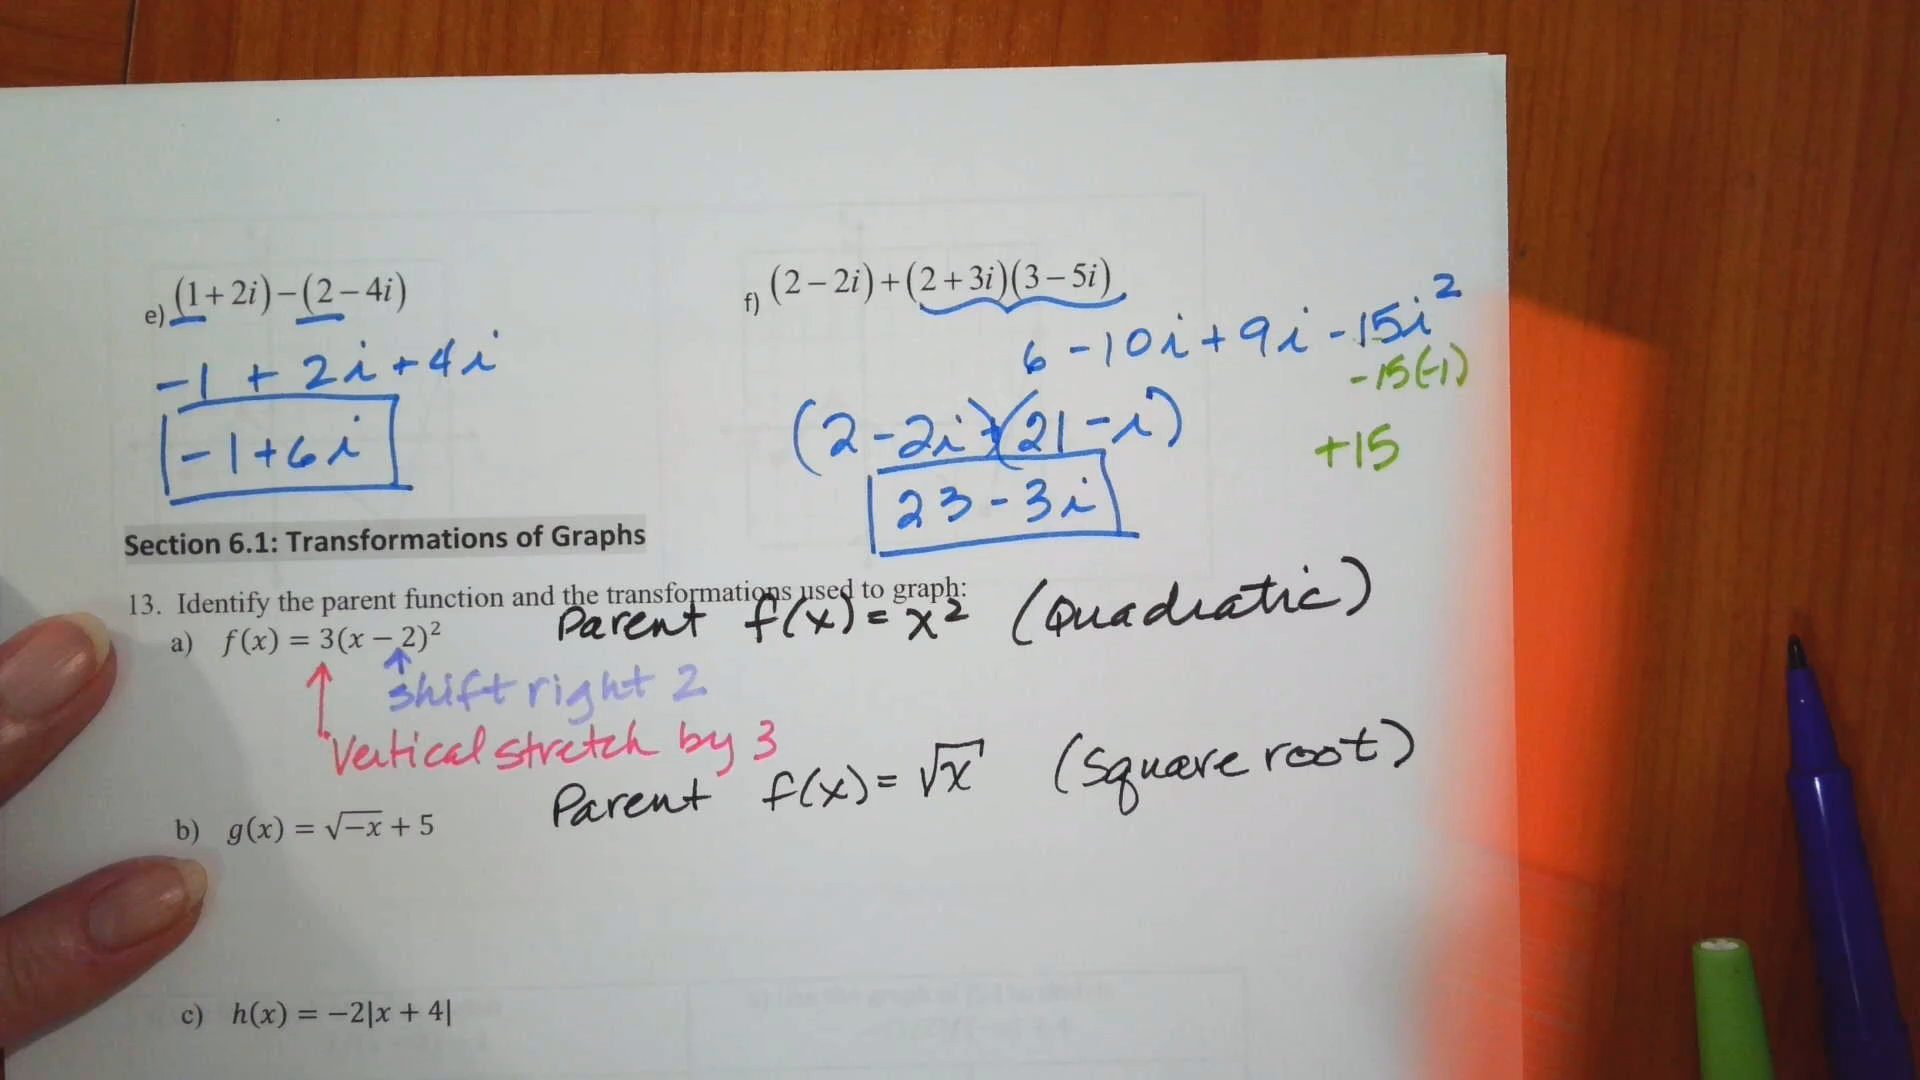 e) (1+2i)−(2−4i)
-1 + 2i+4i
-1+6i
f) (2−2i)+(2+3i)(3−5i)
6-10i+9i-15i²
-15(-1)
+15
(2-2i)+(21-i)
23-3i
Section 6.1: Transformations of Graphs
13. Identify the parent function and the transformations used to graph:
a) f(x) = 3(x − 2)²
Parent f(x)=x² (Quadratic)
Shift right 2
Vertical stretch by 3
Parent f(x)=√x (Square root)
b) g(x) = √−x + 5
c) h(x) = −2|x + 4|